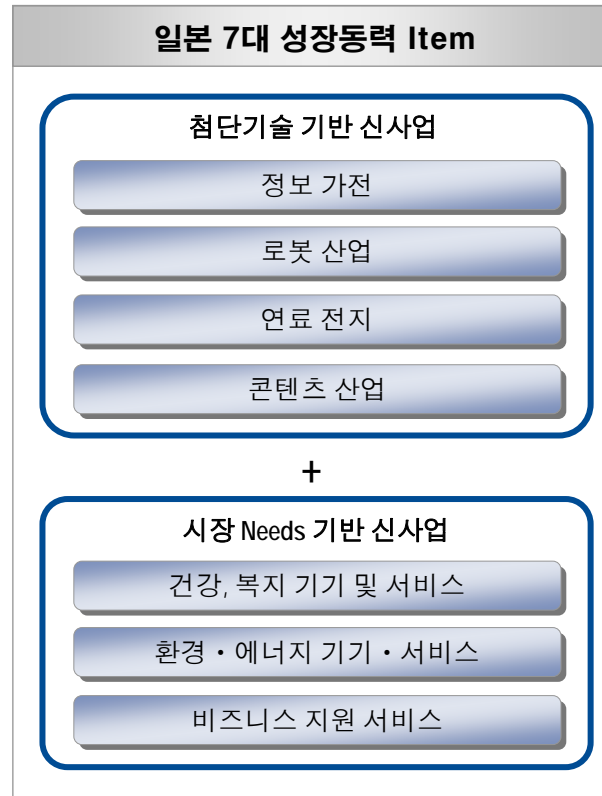 일본 7대 성장동력 Item
첨단기술 기반 신사업
정보 가전
로봇 산업
연료 전지
콘텐츠 산업
+
시장 Needs 기반 신사업
건강, 복지 기기 및 서비스
환경・에너지 기기・서비스
비즈니스 지원 서비스